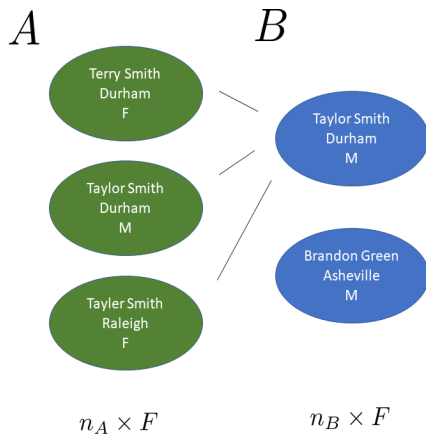 A
B
Terry Smith
Durham
F
Taylor Smith
Durham
M
Tayler Smith
Raleigh
F
Taylor Smith
Durham
M
Brandon Green
Asheville
M
n_A × F
n_B × F